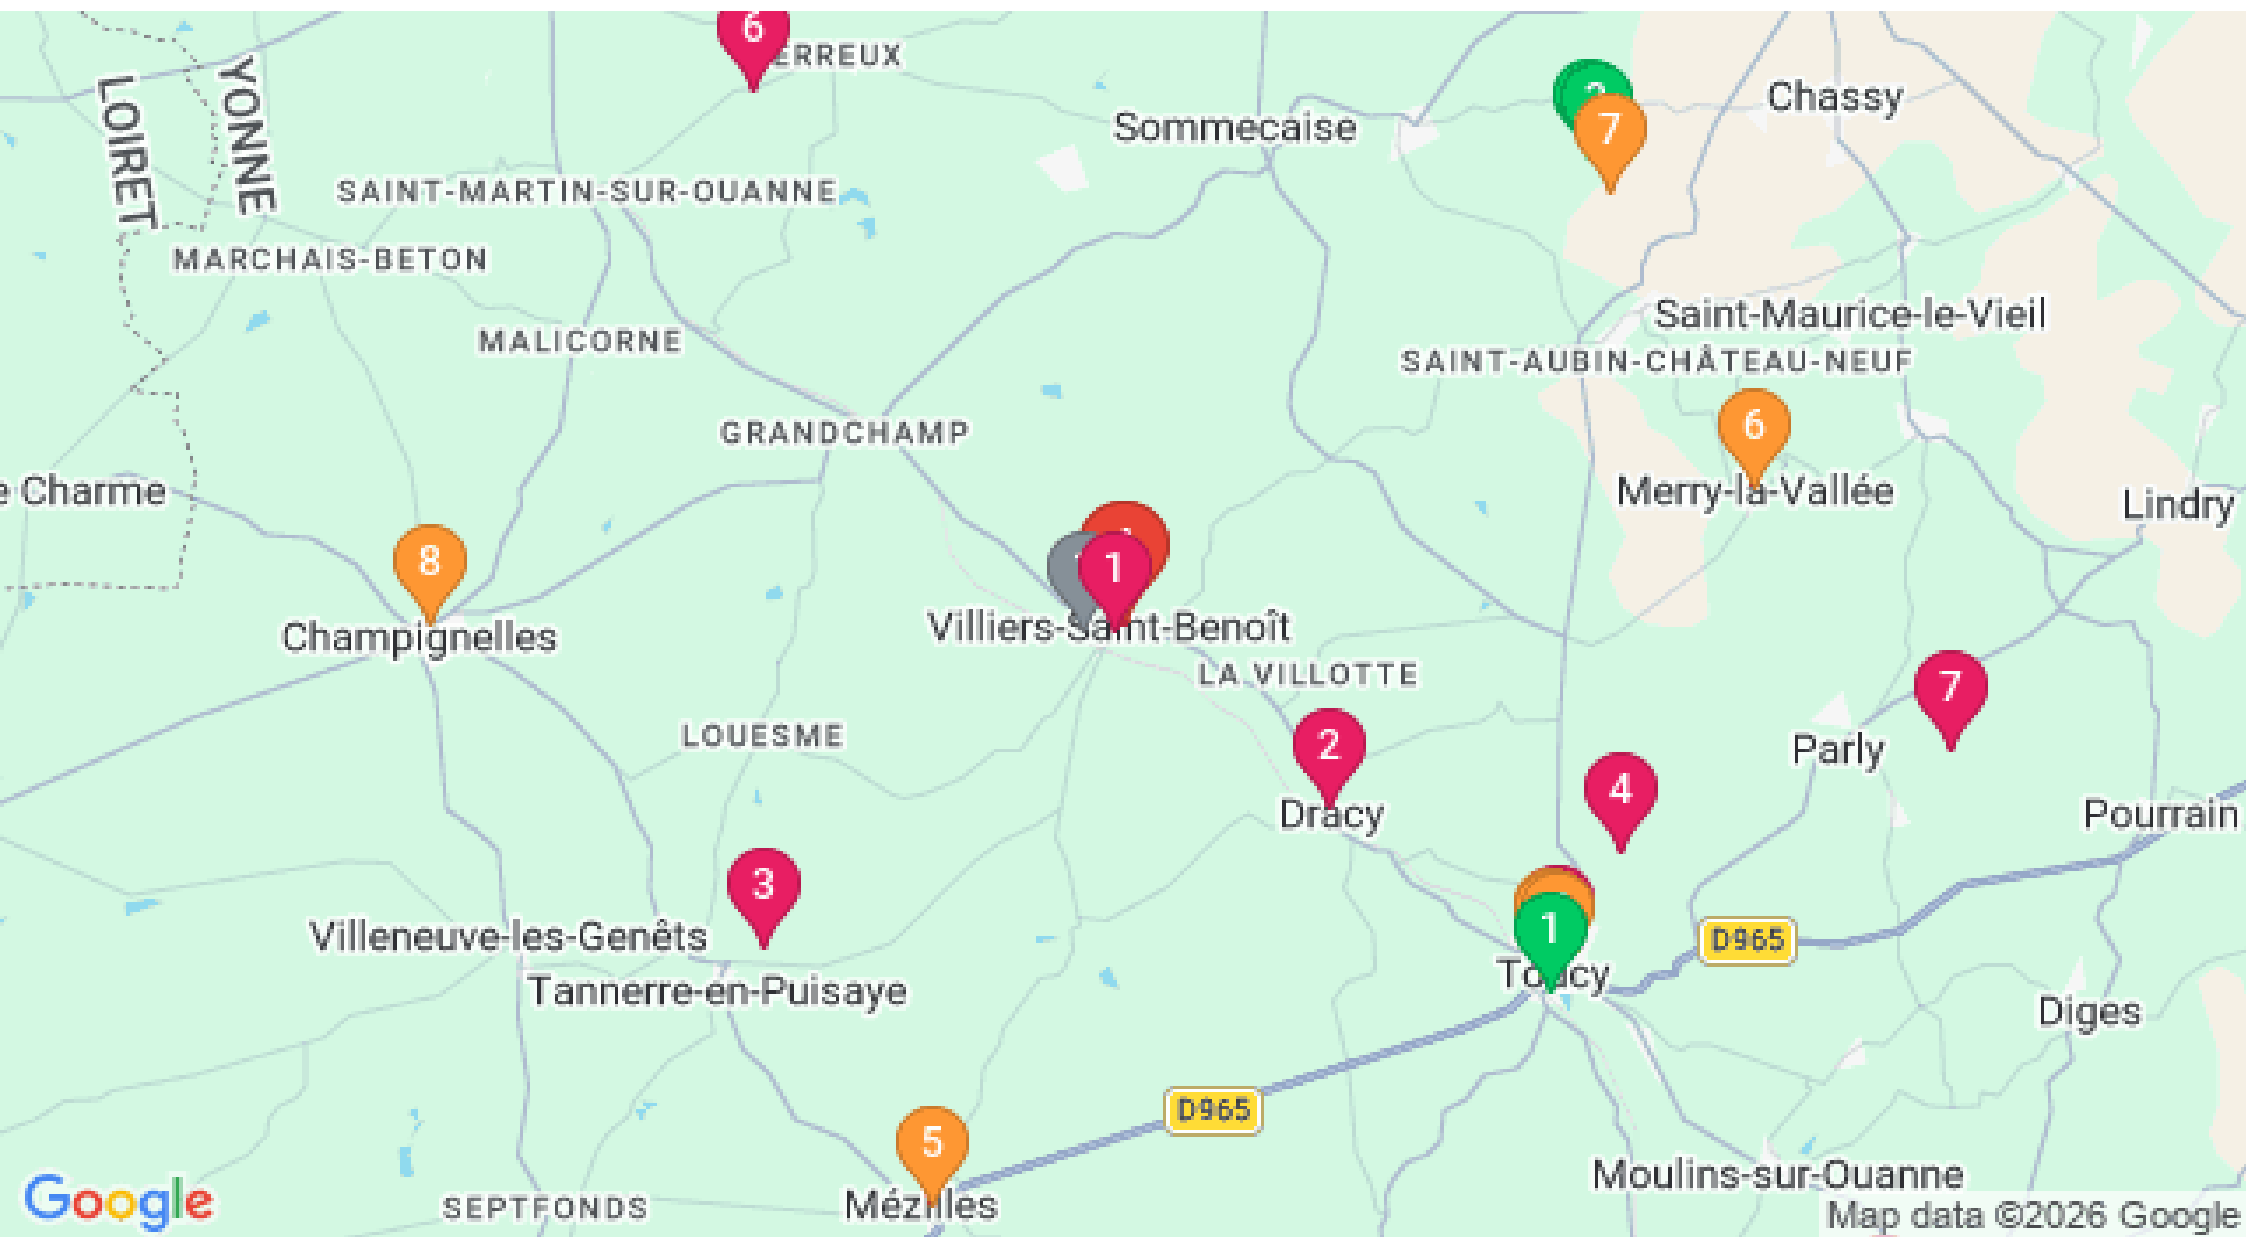 6
ERREUX
Chassy
Sommecaise
7
LOIRET
YONNE
SAINT-MARTIN-SUR-OUANNE
MARCHAIS-BETON
Saint-Maurice-le-Vieil
MALICORNE
SAINT-AUBIN-CHÂTEAU-NEUF
GRANDCHAMP
6
e Charme
Merry-la-Vallée
Lindry
8
1
Champignelles
Villiers-Saint-Benoît
LA VILLOTTE
7
LOUESME
2
Parly
4
Dracy
Pourrain
3
1
Villeneuve-les-Genêts
D965
Toucy
Tannerre-en-Puisaye
Diges
D965
5
Moulins-sur-Ouanne
Google
SEPTFONDS
Mézilles
Map data ©2026 Google